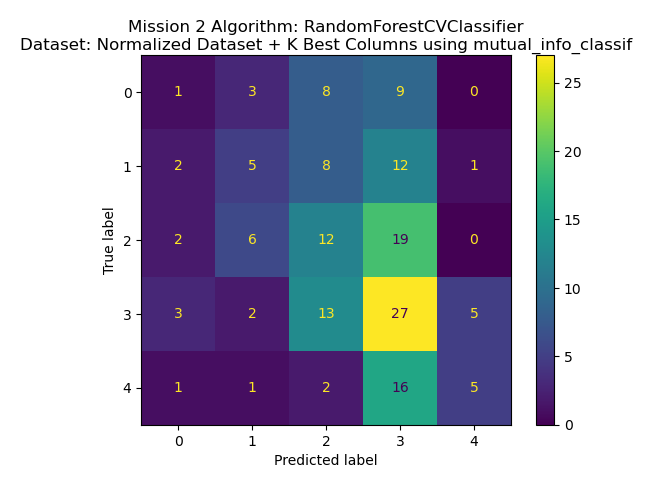 Mission 2 Algorithm: RandomForestCVClassifier
Dataset: Normalized Dataset + K Best Columns using mutual_info_classif
0 1 3 8 9 0
1 2 5 8 12 1
2 2 6 12 19 0
3 3 2 13 27 5
4 1 1 2 16 5
0 1 2 3 4
True label
Predicted label
25
20
15
10
5
0